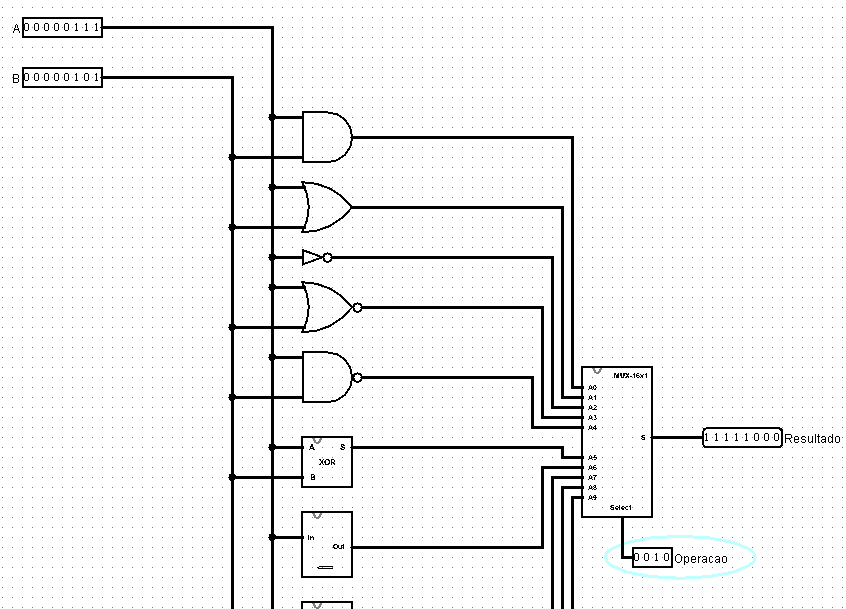 A 0 0 0 0 0 1 1 1
B 0 0 0 0 0 1 0 1
MUX-16x1
A0
A1
A2
A3
A4
S
1 1 1 1 1 0 0 0 Resultado
A S
XOR
B
A5
A6
A7
A8
A9
Select
In
Out
0 0 1 0 Operacao